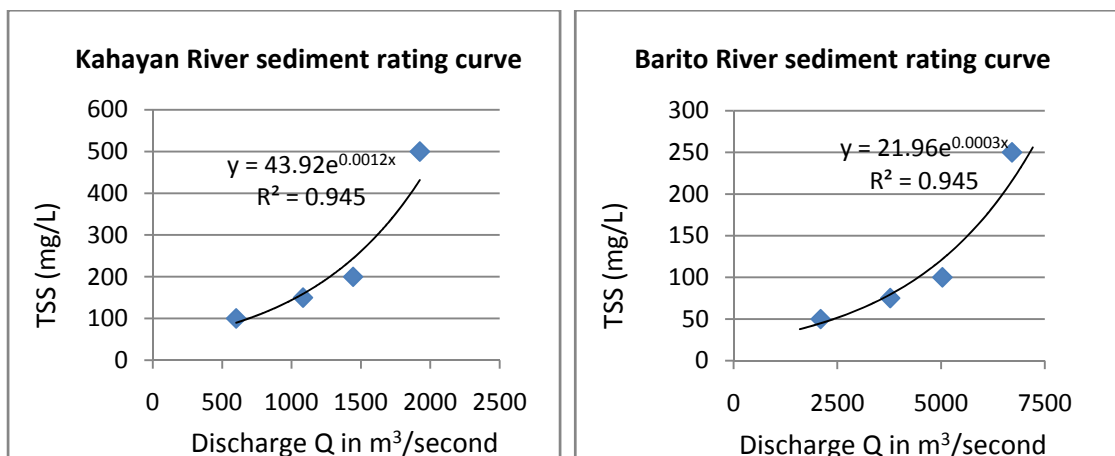 Kahayan River sediment rating curve
600
500
400
300
200
100
0
y = 43.92e^0.0012x
R² = 0.945
TSS (mg/L)
0 500 1000 1500 2000 2500
Discharge Q in m³/second
Barito River sediment rating curve
300
250
200
150
100
50
0
y = 21.96e^0.0003x
R² = 0.945
TSS (mg/L)
0 2500 5000 7500
Discharge Q in m³/second